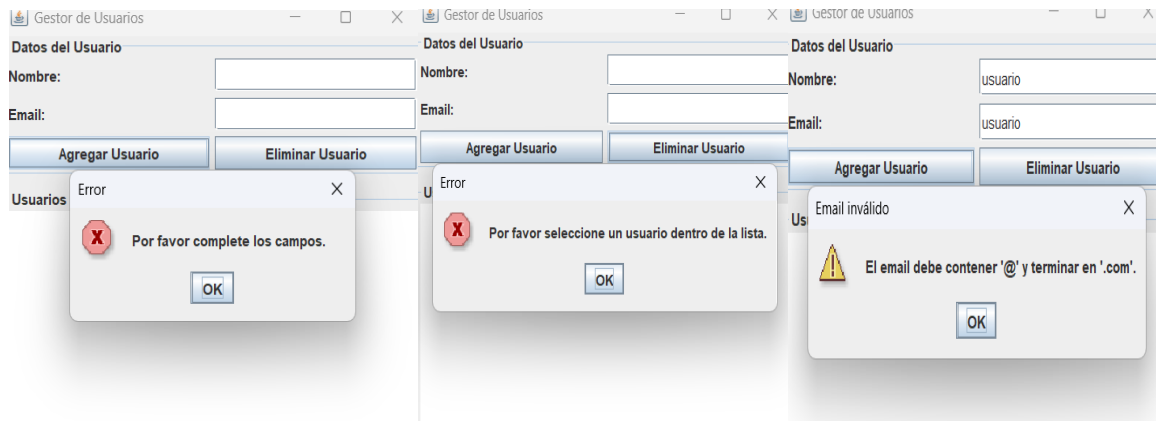 Gestor de Usuarios
Datos del Usuario
Nombre:
Email:
Agregar Usuario
Eliminar Usuario
Usuarios
Error
X
Por favor complete los campos.
OK
Gestor de Usuarios
Datos del Usuario
Nombre:
Email:
Agregar Usuario
Eliminar Usuario
U
Error
X
Por favor seleccione un usuario dentro de la lista.
OK
Gestor de Usuarios
Datos del Usuario
Nombre:
usuario
Email:
usuario
Agregar Usuario
Eliminar Usuario
Us
Email inválido
El email debe contener '@' y terminar en '.com'.
OK